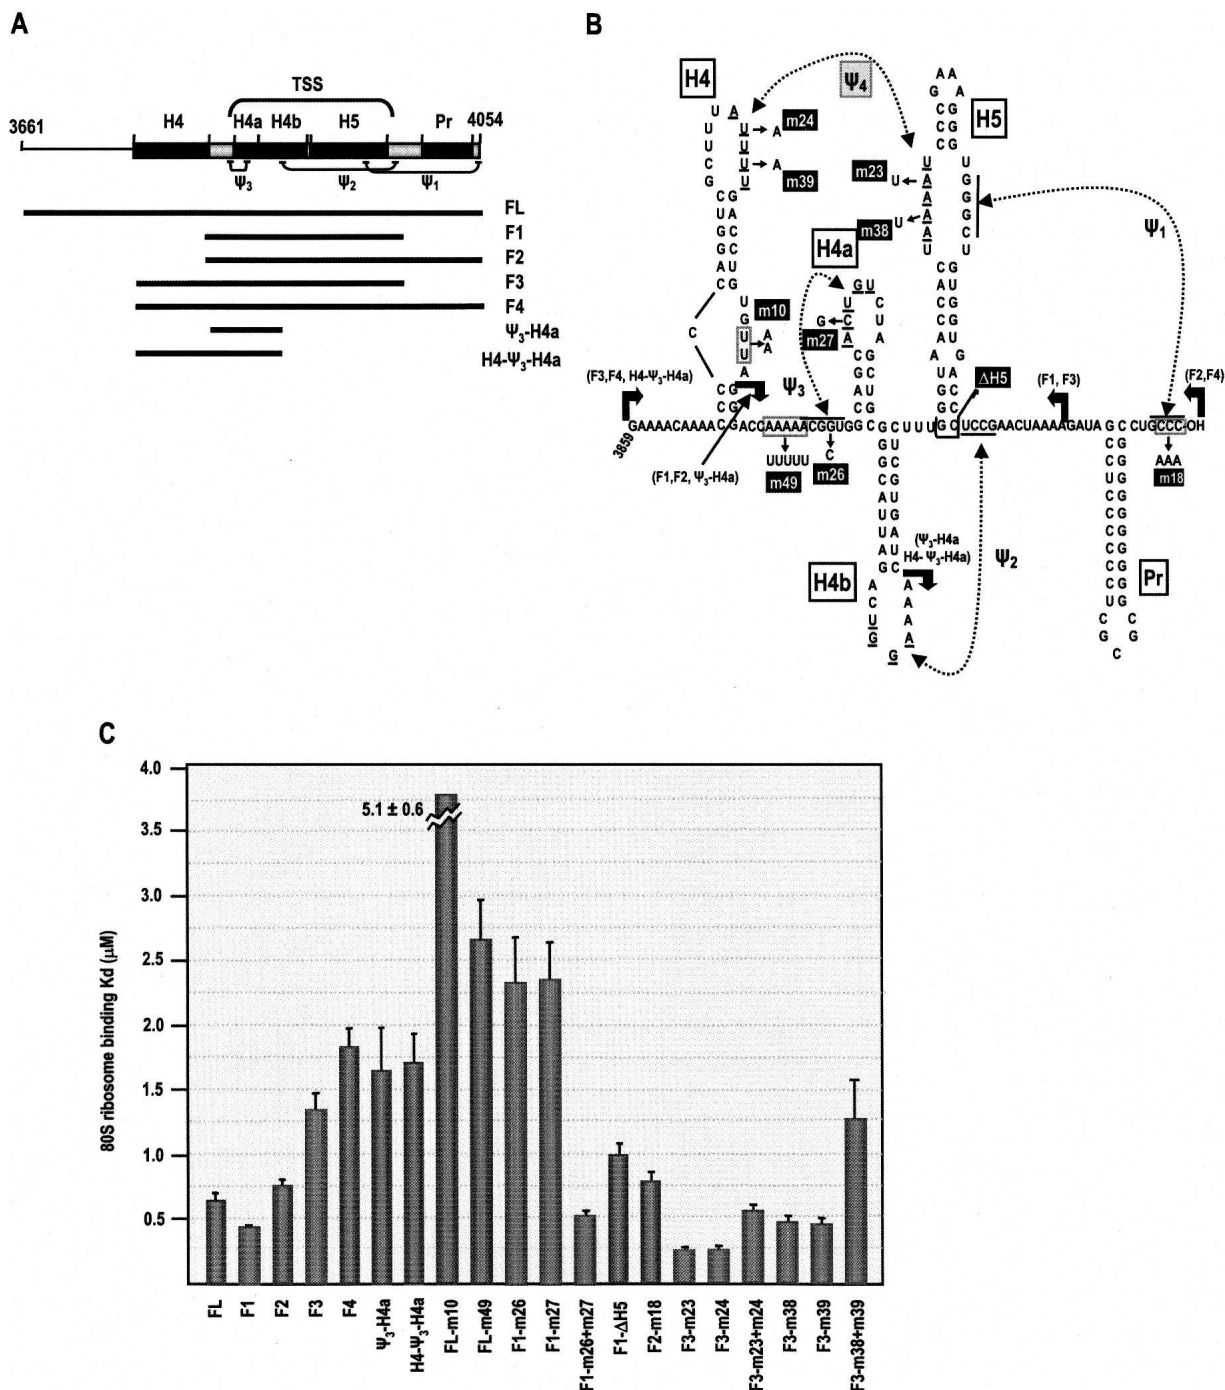 A
TSS
3661 H4 H4a H4b H5 Pr 4054
Ψ3 Ψ2 Ψ1
FL
F1
F2
F3
F4
Ψ3-H4a
H4-Ψ3-H4a
B
H4
Ψ4
H5
m24
m39
m23
m38
H4a
m10
m27
Ψ1
Ψ3
ΔH5
(F3,F4, H4-Ψ3-H4a)
(F1, F3)
(F2,F4)
GAAAACAAAACGACCAAAAACGGUGGCGCUUUGCUCCGAACUAAAAGAUAGCCUGCCC-OH
3859
UUUUU
C
AAA
m49
m26
m18
(F1,F2, Ψ3-H4a)
(Ψ3-H4a
H4- Ψ3-H4a)
Ψ2
H4b
Pr
C
80S ribosome binding Kd (µM)
4.0
3.5
3.0
2.5
2.0
1.5
1.0
0.5
5.1 ± 0.6
FL
F1
F2
F3
F4
Ψ3-H4a
H4-Ψ3-H4a
FL-m10
FL-m49
F1-m26
F1-m27
F1-m26+m27
F1-ΔH5
F2-m18
F3-m23
F3-m24
F3-m23+m24
F3-m38
F3-m39
F3-m38+m39